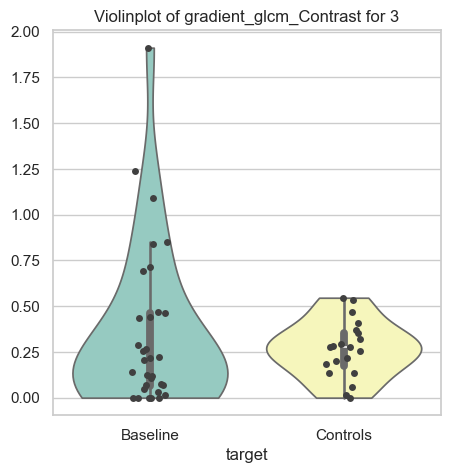 Violinplot of gradient_glcm_Contrast for 3
2.00
1.75
1.50
1.25
1.00
0.75
0.50
0.25
0.00
Baseline
Controls
target